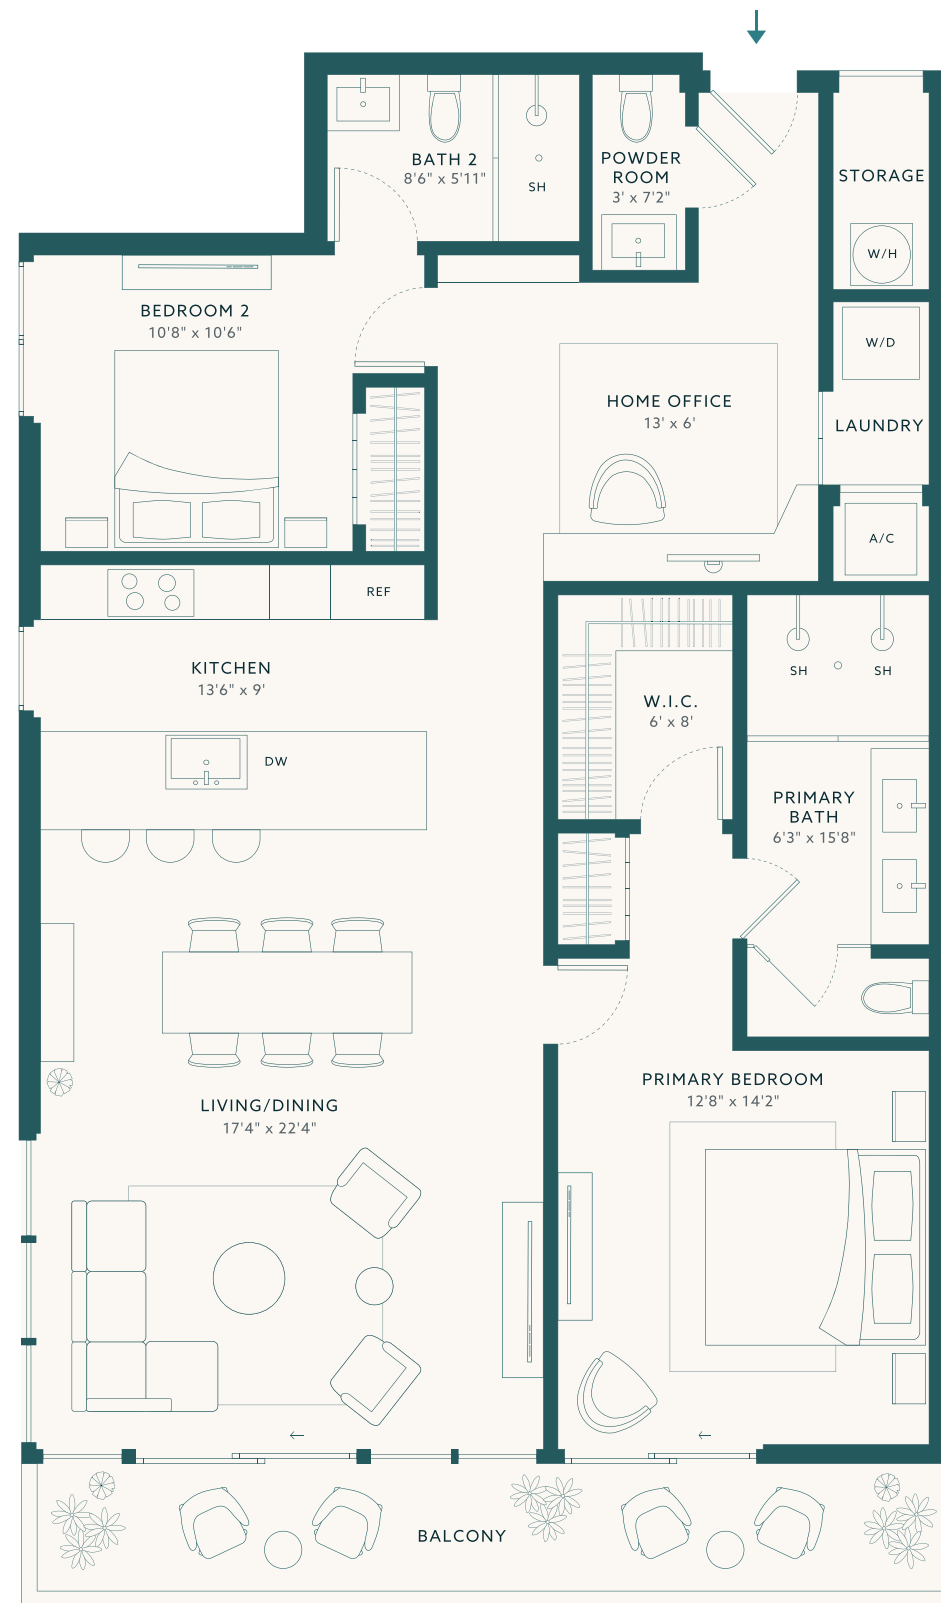 BATH 2
8'6" x 5'11"
SH
POWDER
ROOM
3' x 7'2"
STORAGE
W/H
BEDROOM 2
10'8" x 10'6"
W/D
HOME OFFICE
13' x 6'
LAUNDRY
A/C
REF
KITCHEN
13'6" x 9'
DW
SH
SH
W.I.C.
6' x 8'
PRIMARY
BATH
6'3" x 15'8"
PRIMARY BEDROOM
12'8" x 14'2"
LIVING/DINING
17'4" x 22'4"
BALCONY